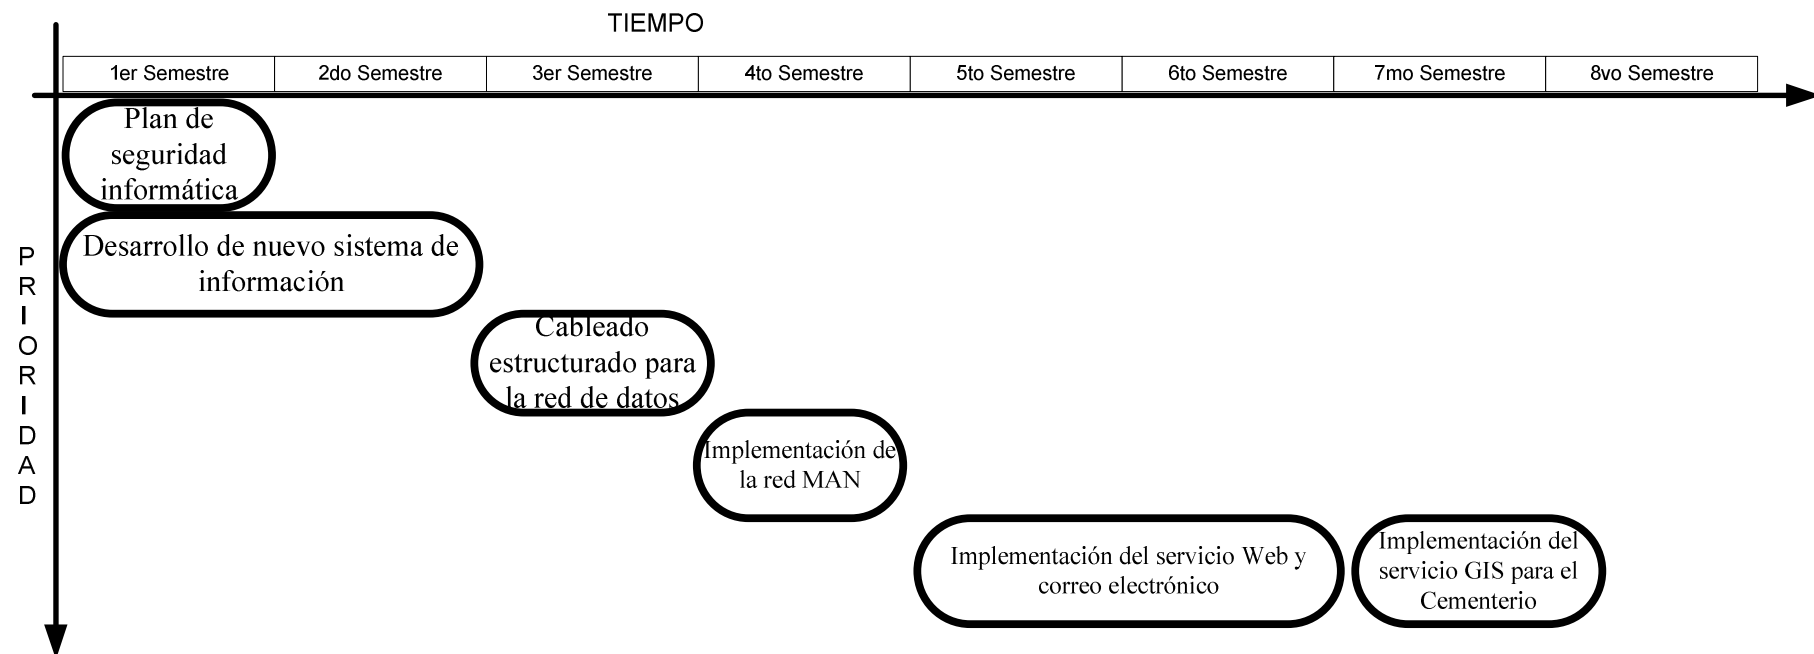 TIEMPO
1er Semestre 2do Semestre 3er Semestre 4to Semestre 5to Semestre 6to Semestre 7mo Semestre 8vo Semestre
PRIORIDAD
Plan de
seguridad
informática
Desarrollo de nuevo sistema de
información
Cableado
estructurado para
la red de datos
Implementación de
la red MAN
Implementación del servicio Web y
correo electrónico
Implementación del
servicio GIS para el
Cementerio